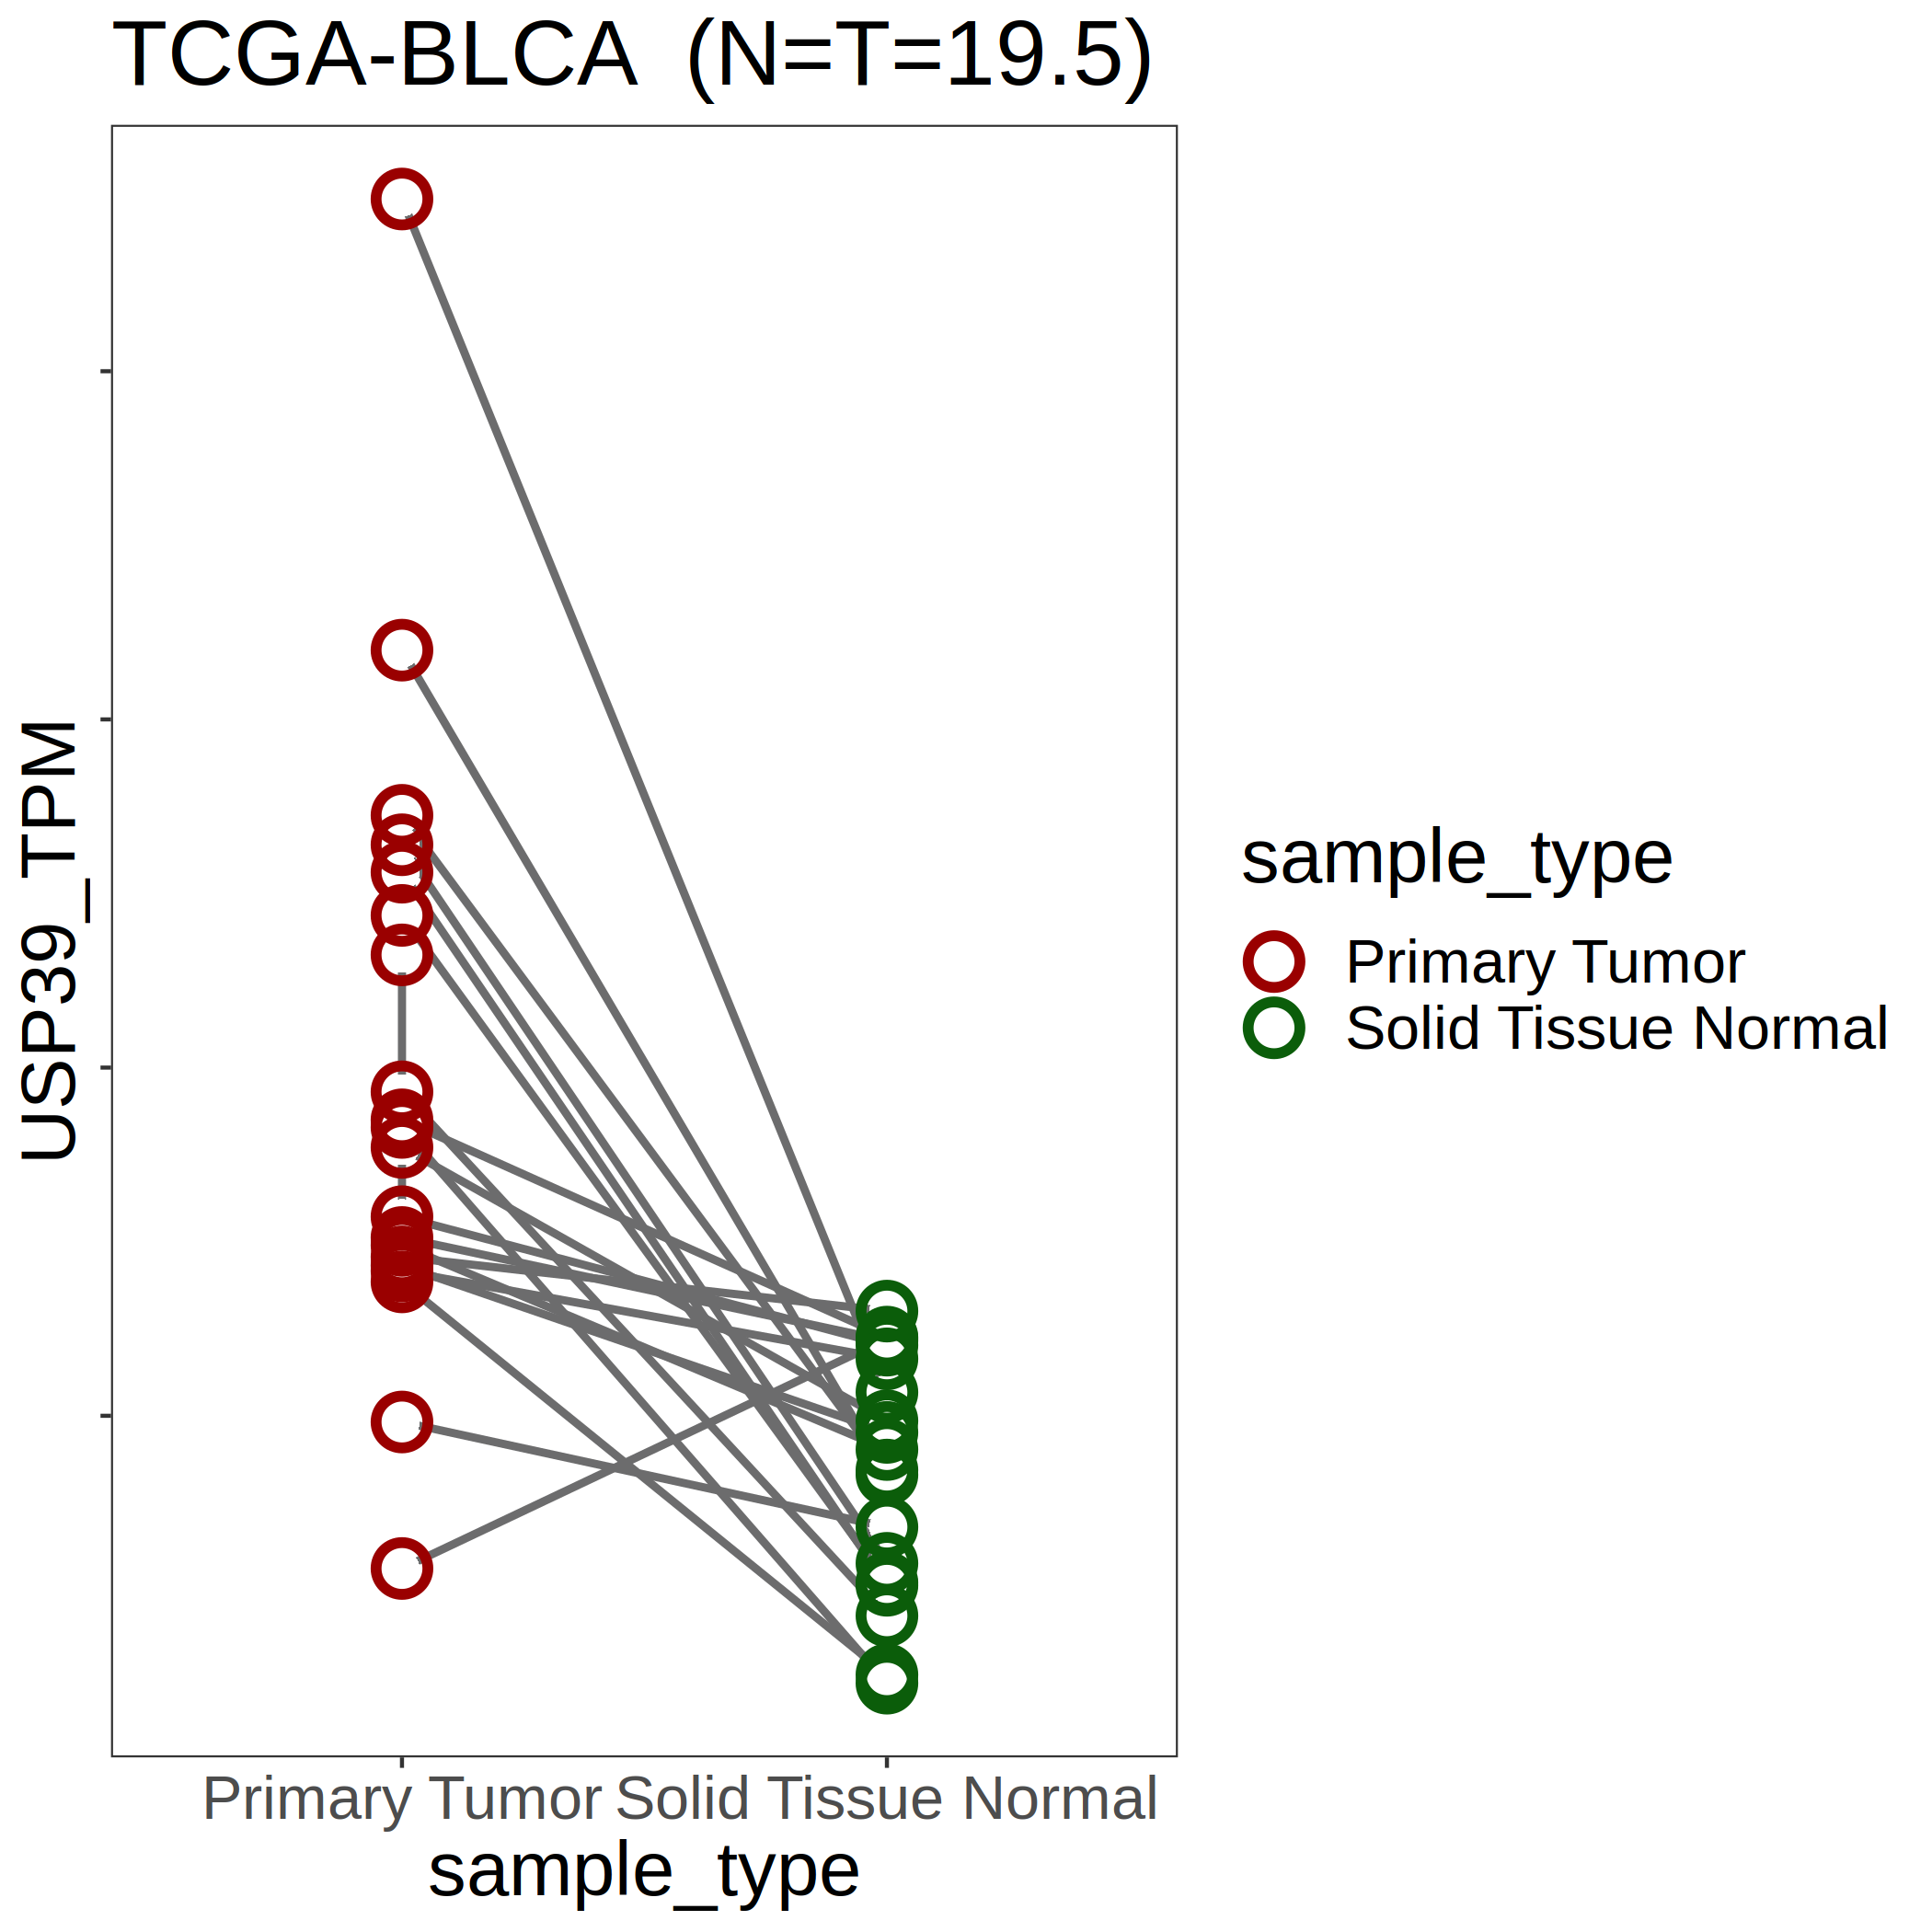 TCGA-BLCA  (N=T=19.5)
USP39_TPM
sample_type
Primary Tumor
Solid Tissue Normal
Primary Tumor Solid Tissue Normal
sample_type